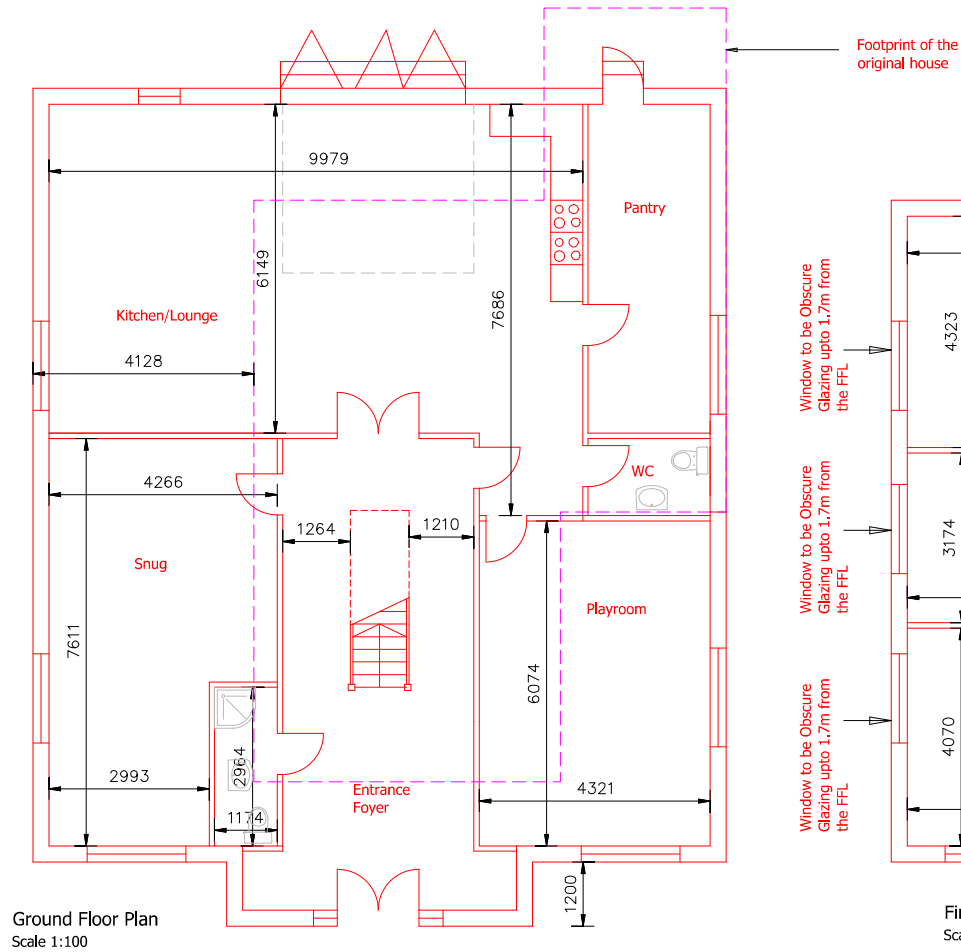 Footprint of the
original house
9979
Pantry
6149
7686
Kitchen/Lounge
4128
Window to be Obscure
Glazing upto 1.7m from
the FFL
4323
4266
WC
1264
1210
Snug
Playroom
7611
6074
Window to be Obscure
Glazing upto 1.7m from
the FFL
3174
2964
2993
Entrance
Foyer
4321
1174
Window to be Obscure
Glazing upto 1.7m from
the FFL
4070
1200
Ground Floor Plan
Scale 1:100
Fir
Sca